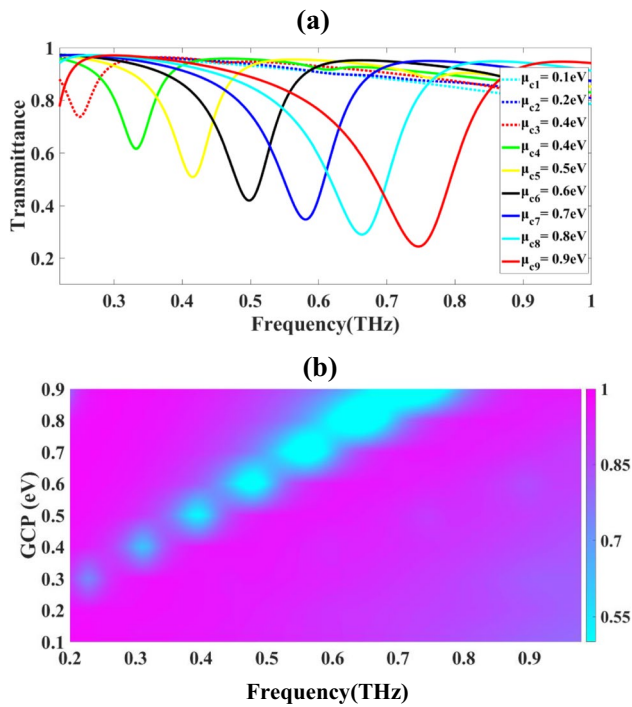 (a)
Transmittance
1
0.8
0.6
0.4
0.2
0.3 0.4 0.5 0.6 0.7 0.8 0.9 1
Frequency(THz)
μc1 = 0.1eV
μc2 = 0.2eV
μc3 = 0.4eV
μc4 = 0.4eV
μc5 = 0.5eV
μc6 = 0.6eV
μc7 = 0.7eV
μc8 = 0.8eV
μc9 = 0.9eV
(b)
GCP (eV)
0.9
0.8
0.7
0.6
0.5
0.4
0.3
0.2
0.1
0.2 0.3 0.4 0.5 0.6 0.7 0.8 0.9
Frequency(THz)
1
0.85
0.7
0.55